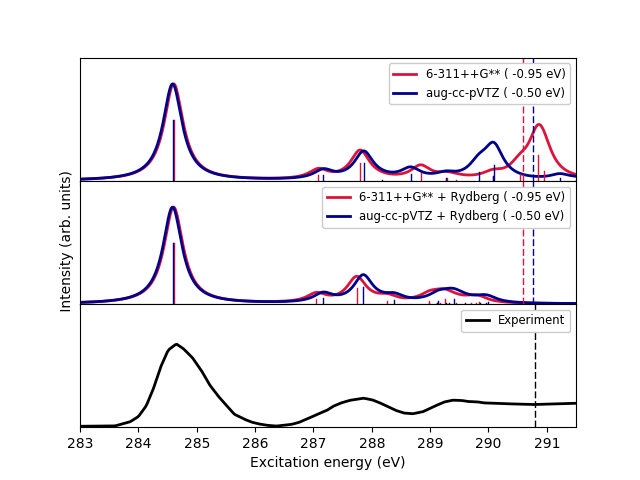 6-311++G** ( -0.95 eV)
aug-cc-pVTZ ( -0.50 eV)
6-311++G** + Rydberg ( -0.95 eV)
aug-cc-pVTZ + Rydberg ( -0.50 eV)
Experiment
Intensity (arb. units)
283 284 285 286 287 288 289 290 291
Excitation energy (eV)